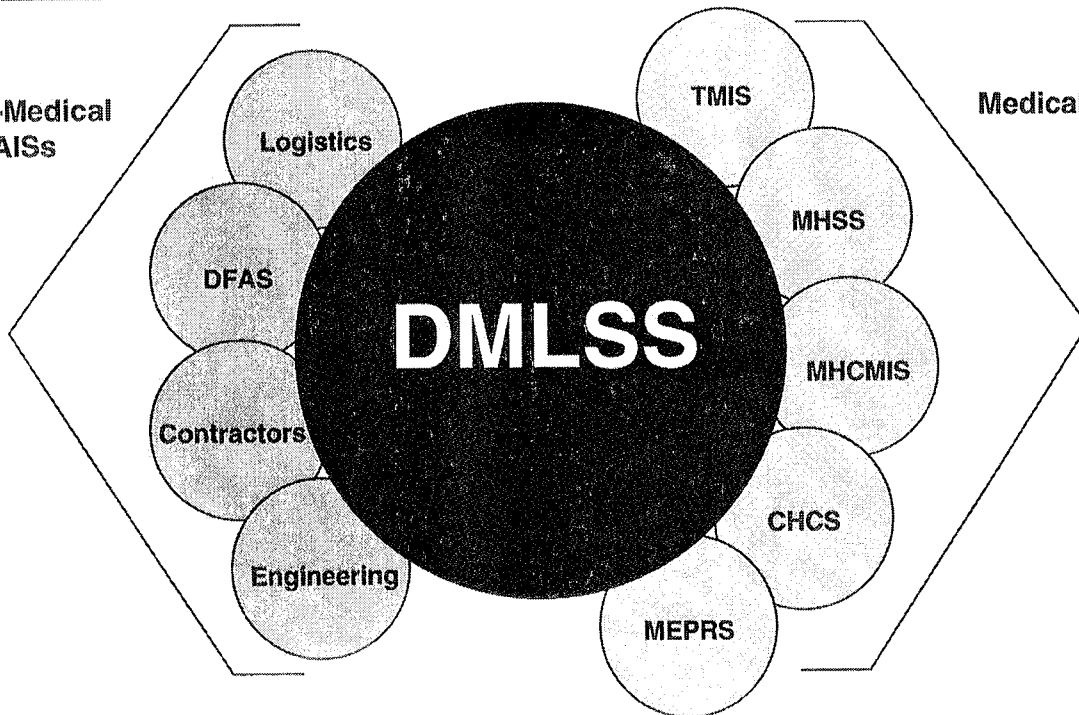 -Medical
AISs
Logistics
DFAS
Contractors
Engineering
DMLSS
TMIS
MHSS
MHCMIS
CHCS
MEPRS
Medical